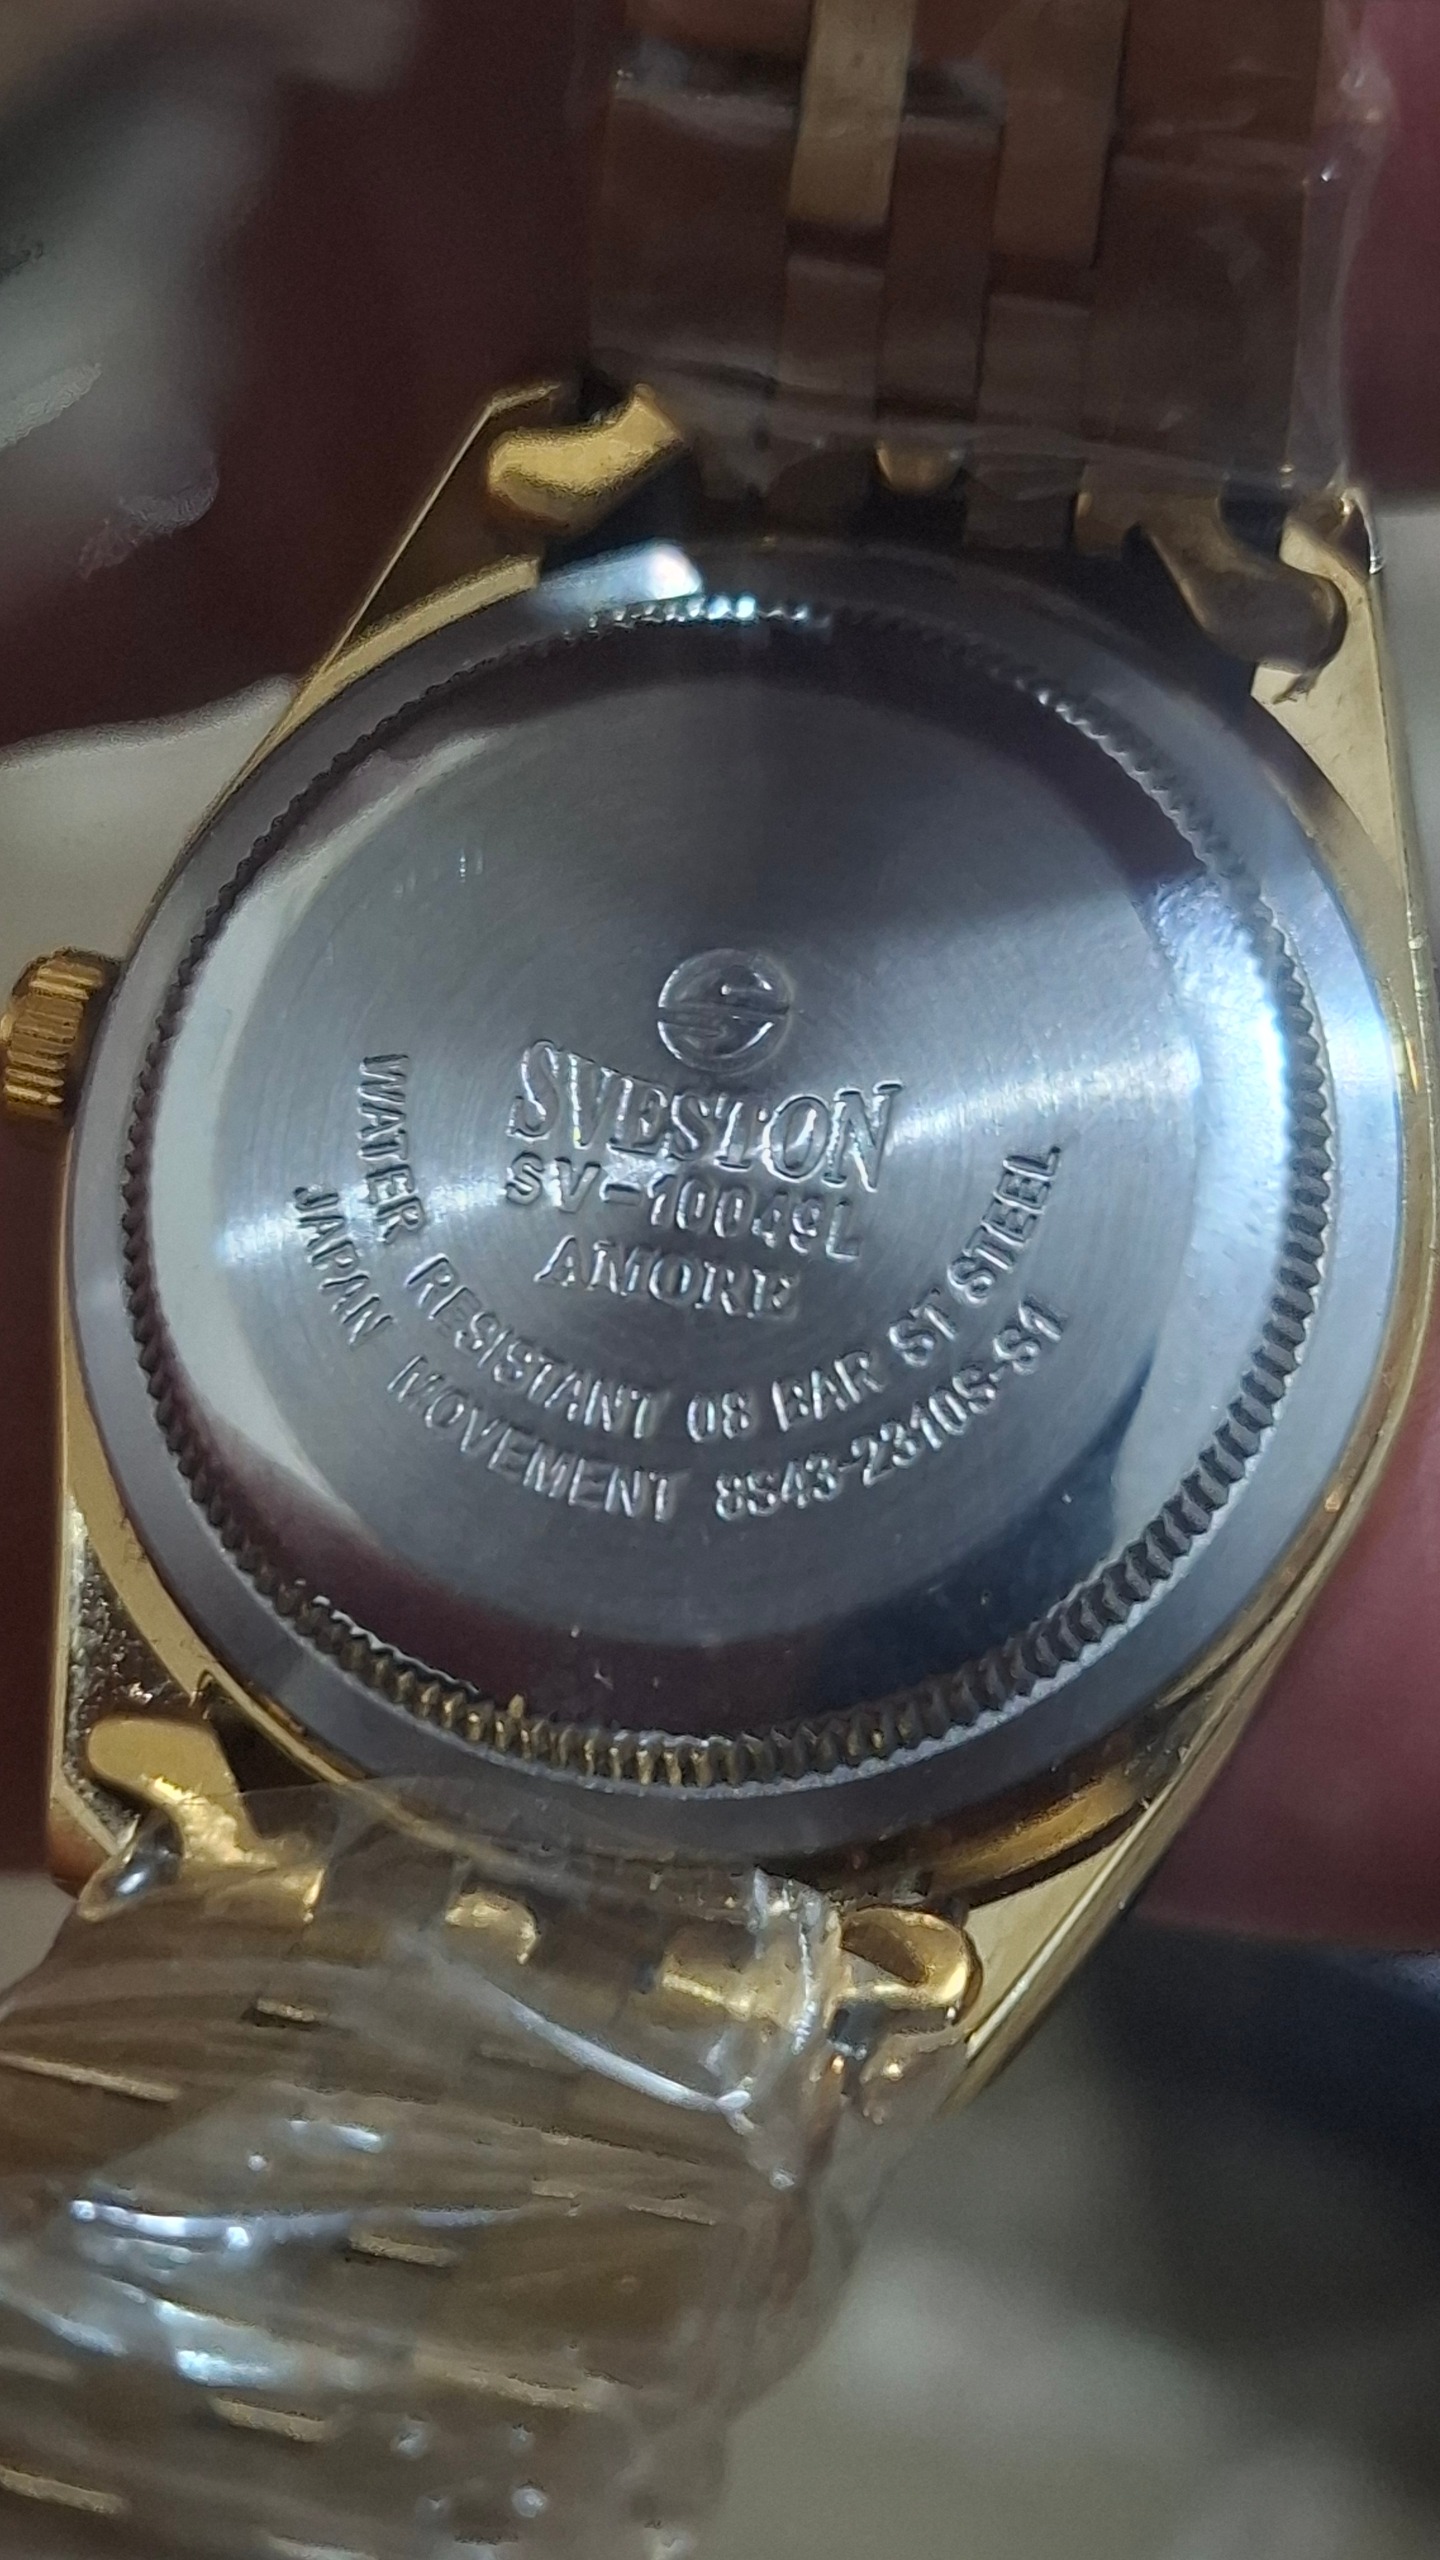 SVESTON
SV-10049L
AMORE
WATER RESISTANT 08 BAR ST STEEL
JAPAN MOVEMENT 8S43-2310S-S1